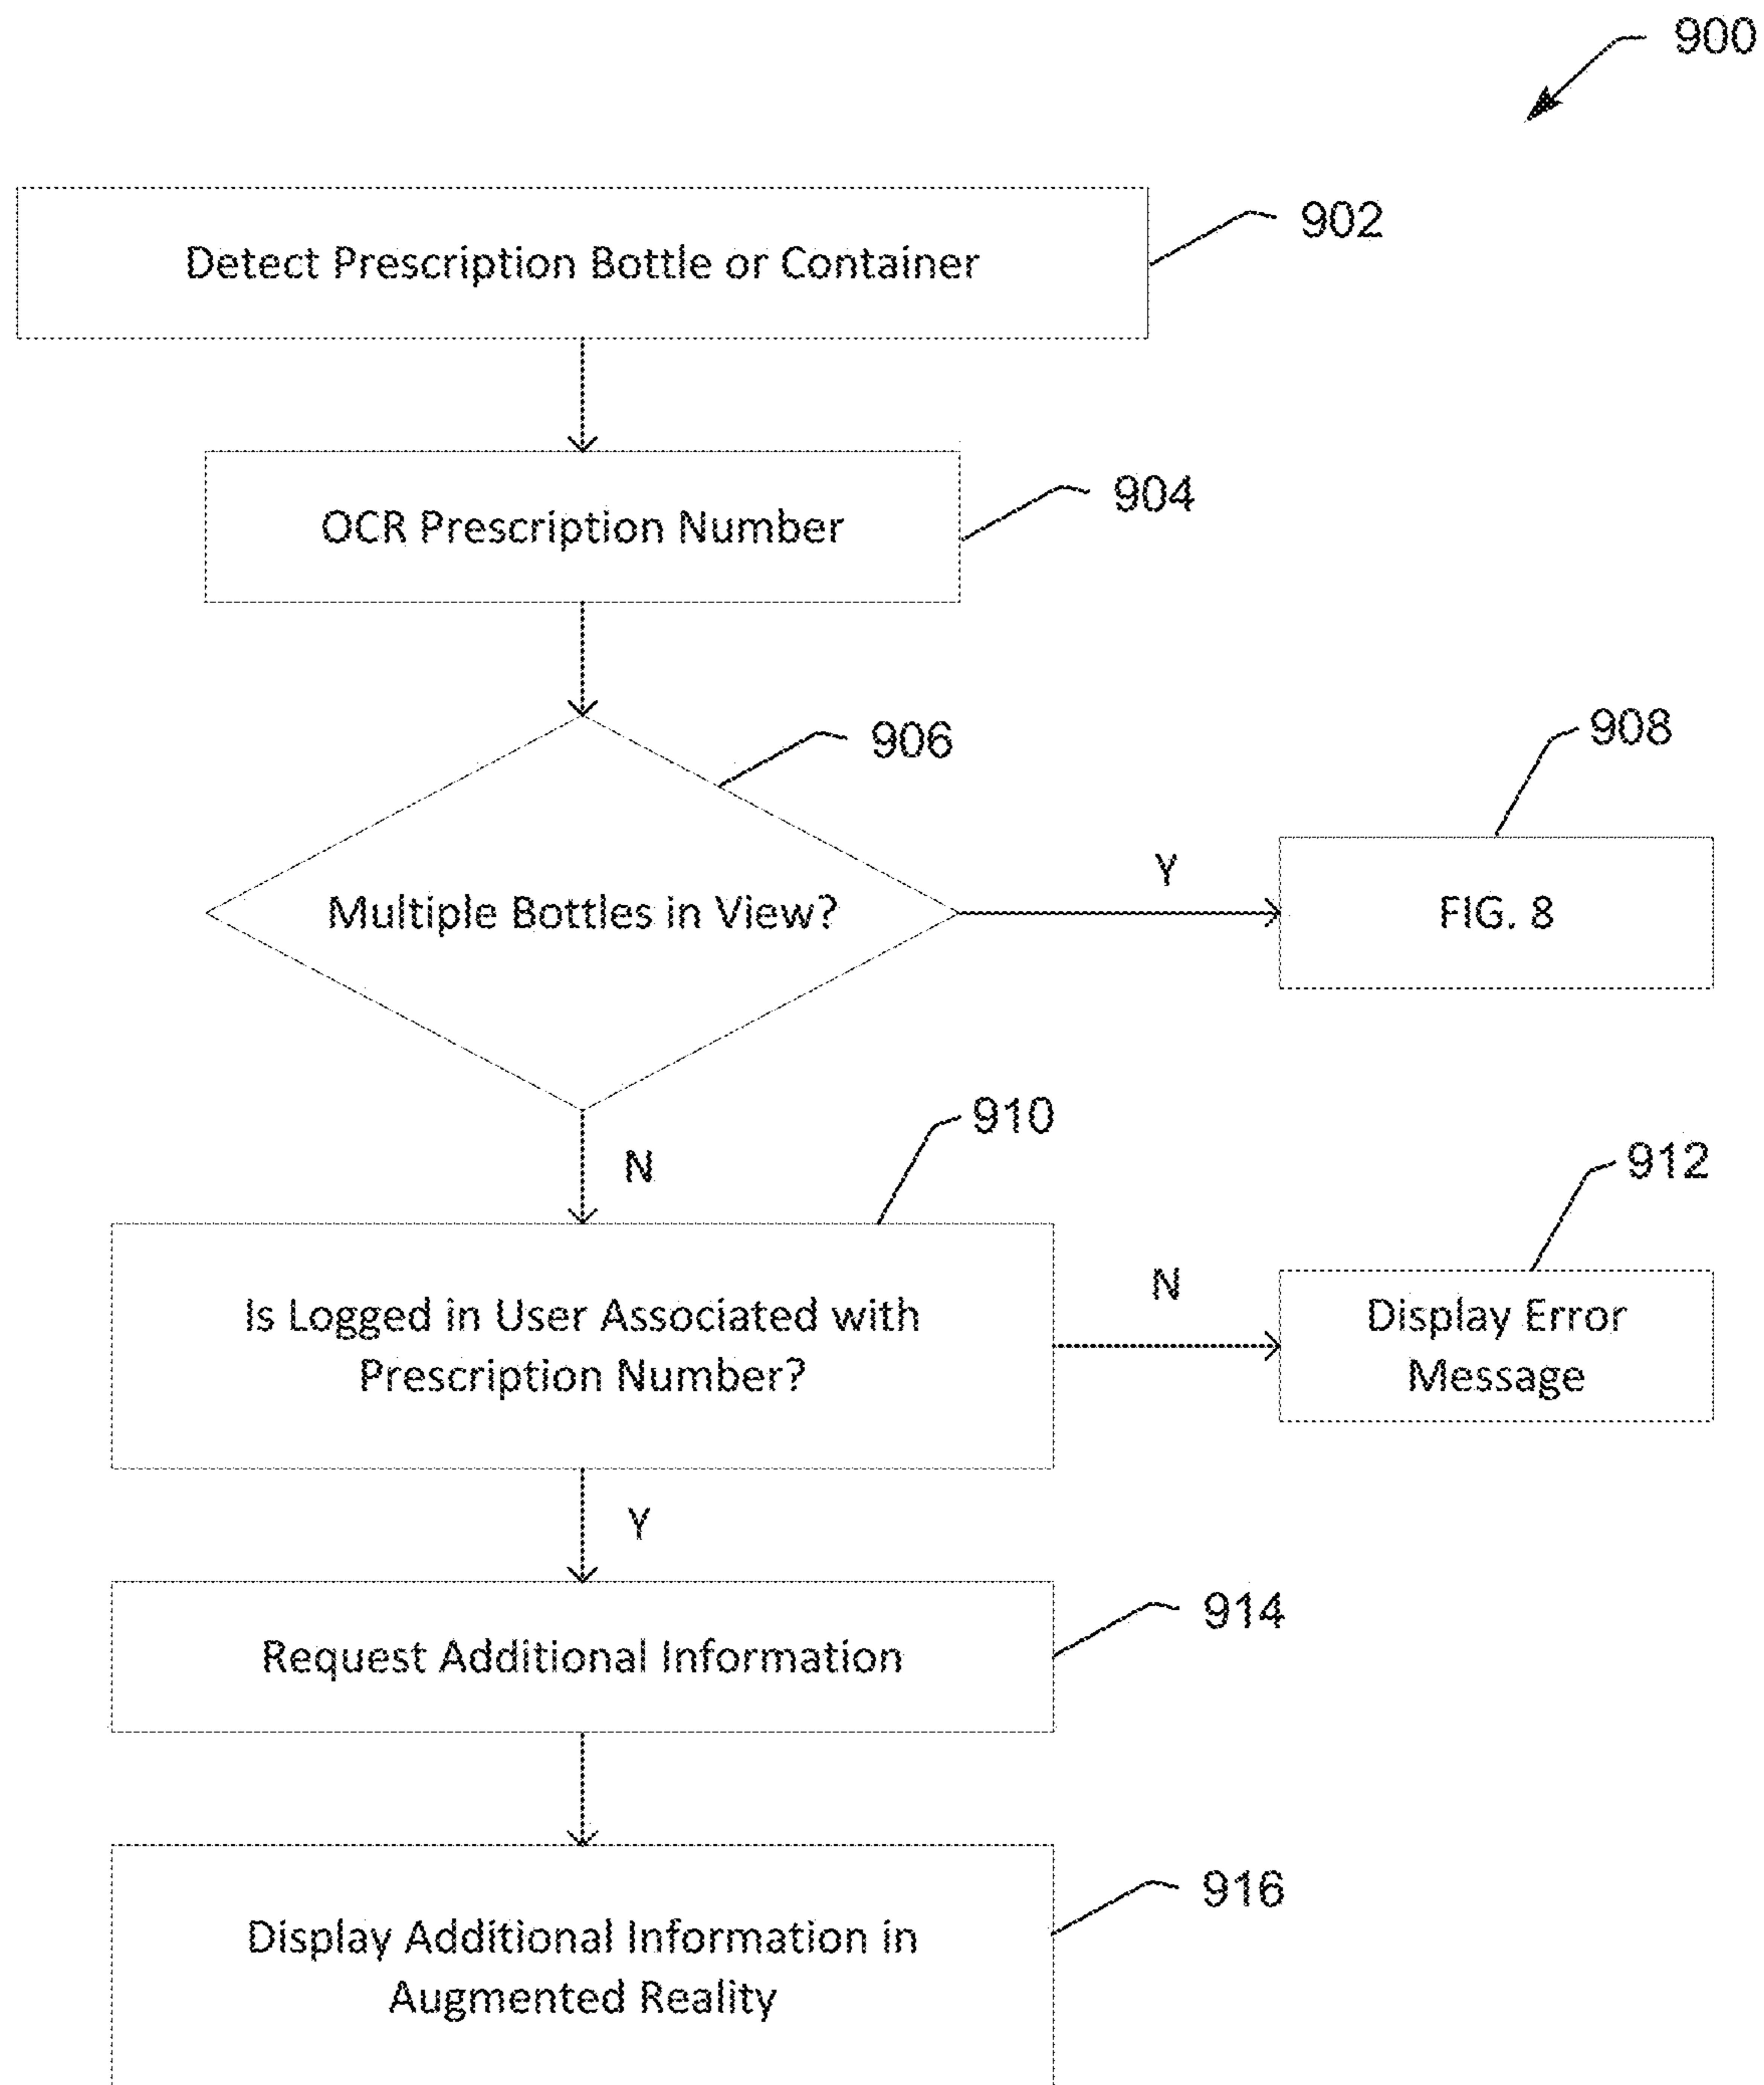 900
Detect Prescription Bottle or Container
902
OCR Prescription Number
904
906
908
Multiple Bottles in View?
Y
FIG. 8
N
910
912
Is Logged in User Associated with
Prescription Number?
N
Display Error
Message
Y
Request Additional Information
914
Display Additional Information in
Augmented Reality
916